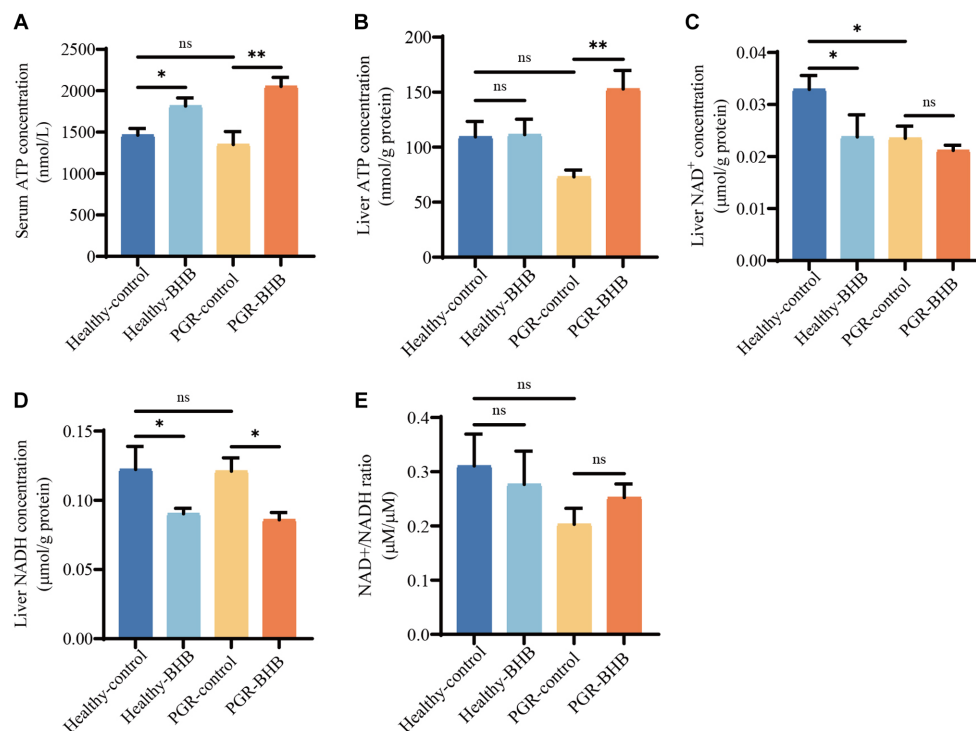 A
Serum ATP concentration
(nmol/L)
2500
2000
1500
1000
500
0
ns
*
**
Healthy-control
Healthy-BHB
PGR-control
PGR-BHB
B
Liver ATP concentration
(nmol/g protein)
200
150
100
50
0
ns
ns
**
Healthy-control
Healthy-BHB
PGR-control
PGR-BHB
C
Liver NAD⁺ concentration
(μmol/g protein)
0.04
0.03
0.02
0.01
0.00
*
*
ns
Healthy-control
Healthy-BHB
PGR-control
PGR-BHB
D
Liver NADH concentration
(μmol/g protein)
0.15
0.10
0.05
0.00
ns
*
*
Healthy-control
Healthy-BHB
PGR-control
PGR-BHB
E
NAD+/NADH ratio
(μM/μM)
0.4
0.3
0.2
0.1
0.0
ns
ns
ns
Healthy-control
Healthy-BHB
PGR-control
PGR-BHB